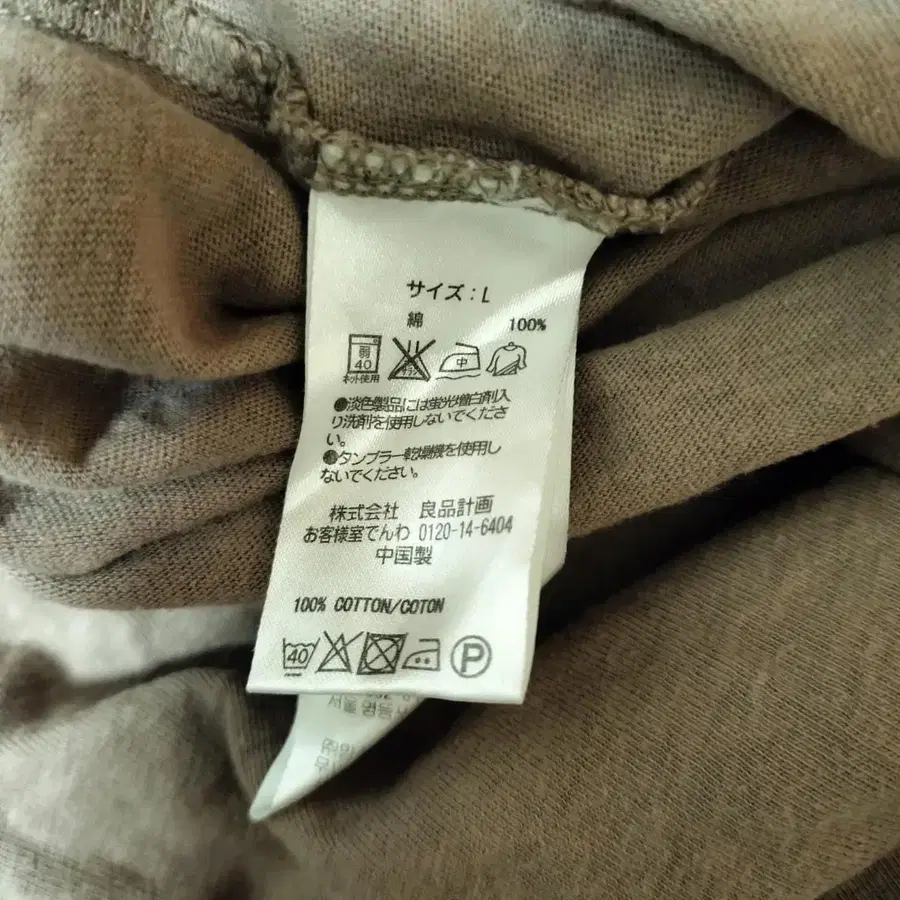 サイズ：L
綿 100%
弱
40
中
ネット使用
●淡色製品には蛍光増白剤入
り洗剤を使用しないでくださ
い。
●タンブラー乾燥機を使用し
ないでください。
株式会社 良品計画
お客様室でんわ 0120-14-6404
中国製
100% COTTON/COTON
40 P
서울